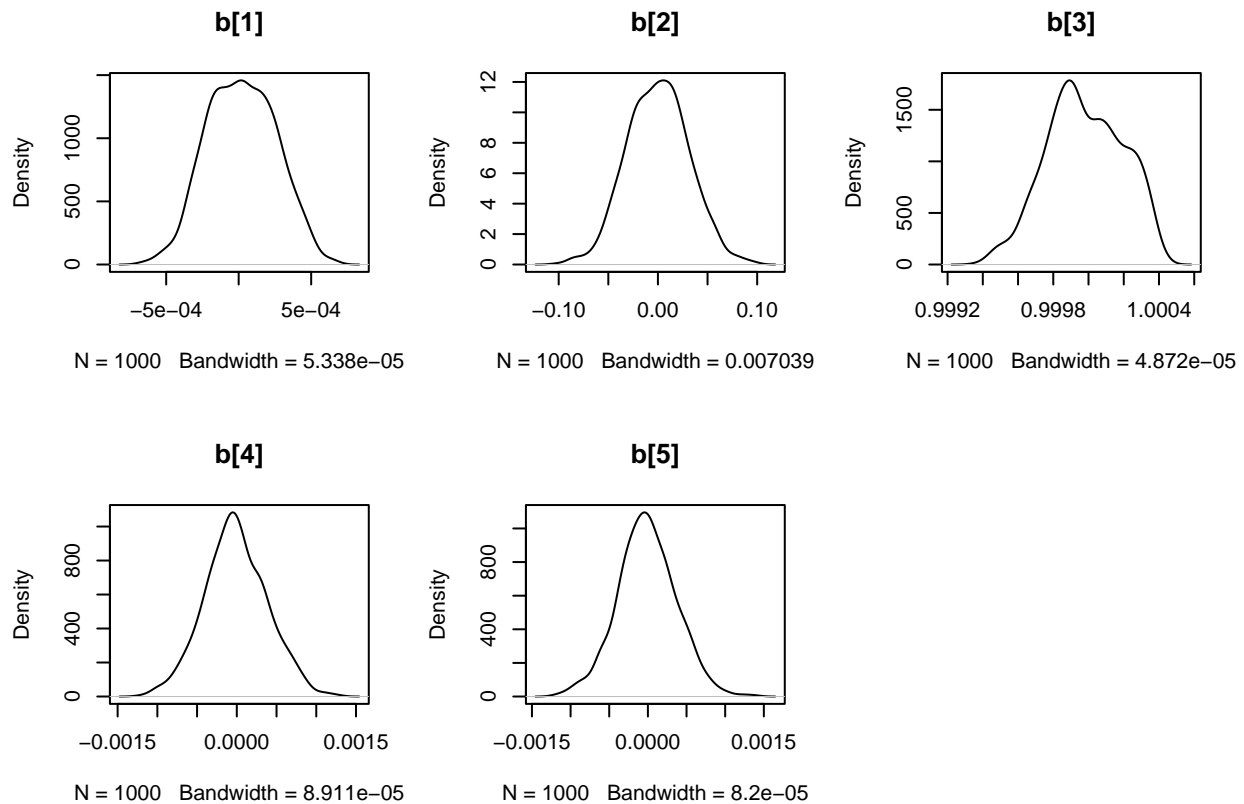 b[1]
Density
0
500
1000
−5e−04
5e−04
N = 1000   Bandwidth = 5.338e−05
b[2]
Density
0
2
4
6
8
12
−0.10
0.00
0.10
N = 1000   Bandwidth = 0.007039
b[3]
Density
0
500
1500
0.9992
0.9998
1.0004
N = 1000   Bandwidth = 4.872e−05
b[4]
Density
0
400
800
−0.0015
0.0000
0.0015
N = 1000   Bandwidth = 8.911e−05
b[5]
Density
0
400
800
−0.0015
0.0000
0.0015
N = 1000   Bandwidth = 8.2e−05